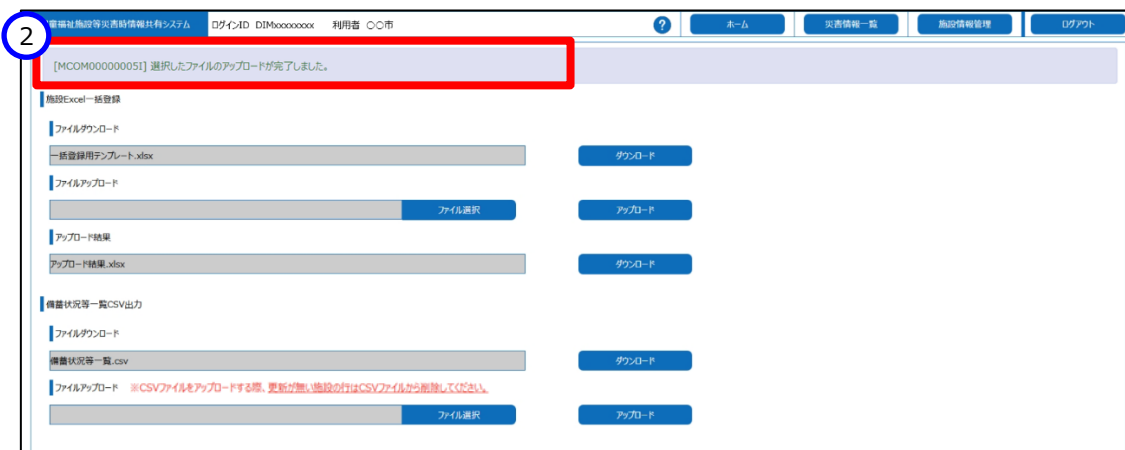 2
童福祉施設等災害時情報共有システム ログインID DIMxxxxxxxx 利用者 ○○市 ? ホーム 災害情報一覧 施設情報管理 ログアウト
[MCOM00000005I] 選択したファイルのアップロードが完了しました。
施設Excel一括登録
ファイルダウンロード
一括登録用テンプレート.xlsx ダウンロード
ファイルアップロード
ファイル選択 アップロード
アップロード結果
アップロード結果.xlsx ダウンロード
備蓄状況等一覧CSV出力
ファイルダウンロード
備蓄状況等一覧.csv ダウンロード
ファイルアップロード ※CSVファイルをアップロードする際、更新が無い施設の行はCSVファイルから削除してください。
ファイル選択 アップロード